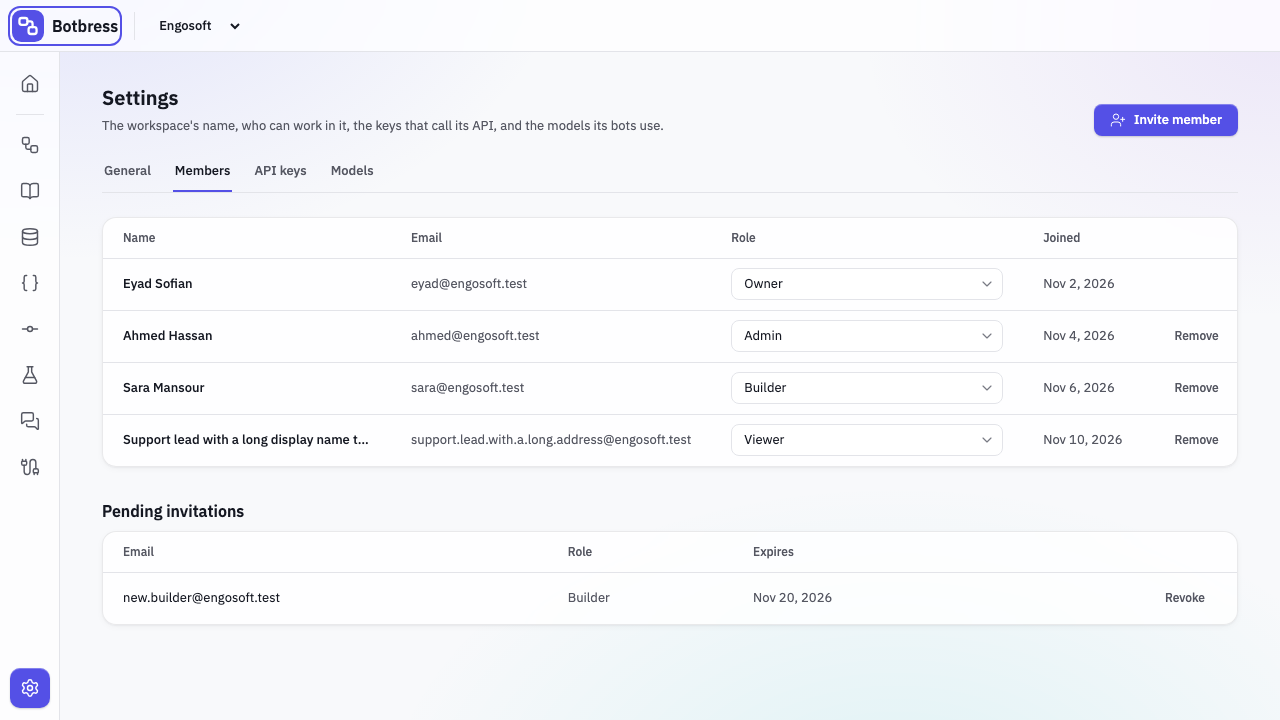 Botbress
Engosoft
Settings
The workspace's name, who can work in it, the keys that call its API, and the models its bots use.
Invite member
General Members API keys Models
Name Email Role Joined
Eyad Sofian eyad@engosoft.test Owner Nov 2, 2026
Ahmed Hassan ahmed@engosoft.test Admin Nov 4, 2026 Remove
Sara Mansour sara@engosoft.test Builder Nov 6, 2026 Remove
Support lead with a long display name t... support.lead.with.a.long.address@engosoft.test Viewer Nov 10, 2026 Remove
Pending invitations
Email Role Expires
new.builder@engosoft.test Builder Nov 20, 2026 Revoke